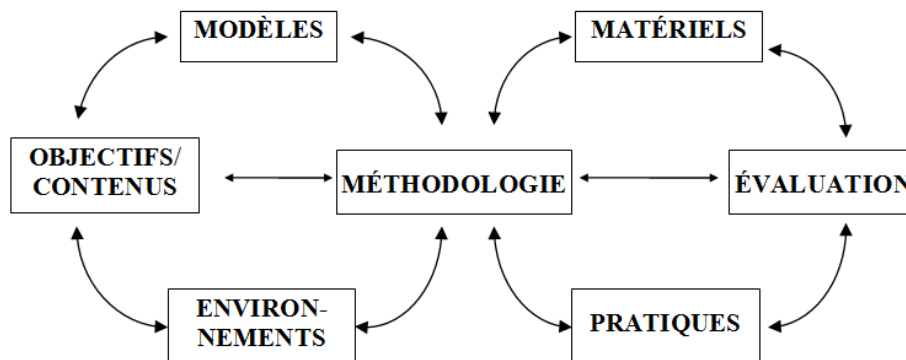 MODÈLES
MATÉRIELS
OBJECTIFS/
CONTENUS
MÉTHODOLOGIE
ÉVALUATION
ENVIRON-
NEMENTS
PRATIQUES